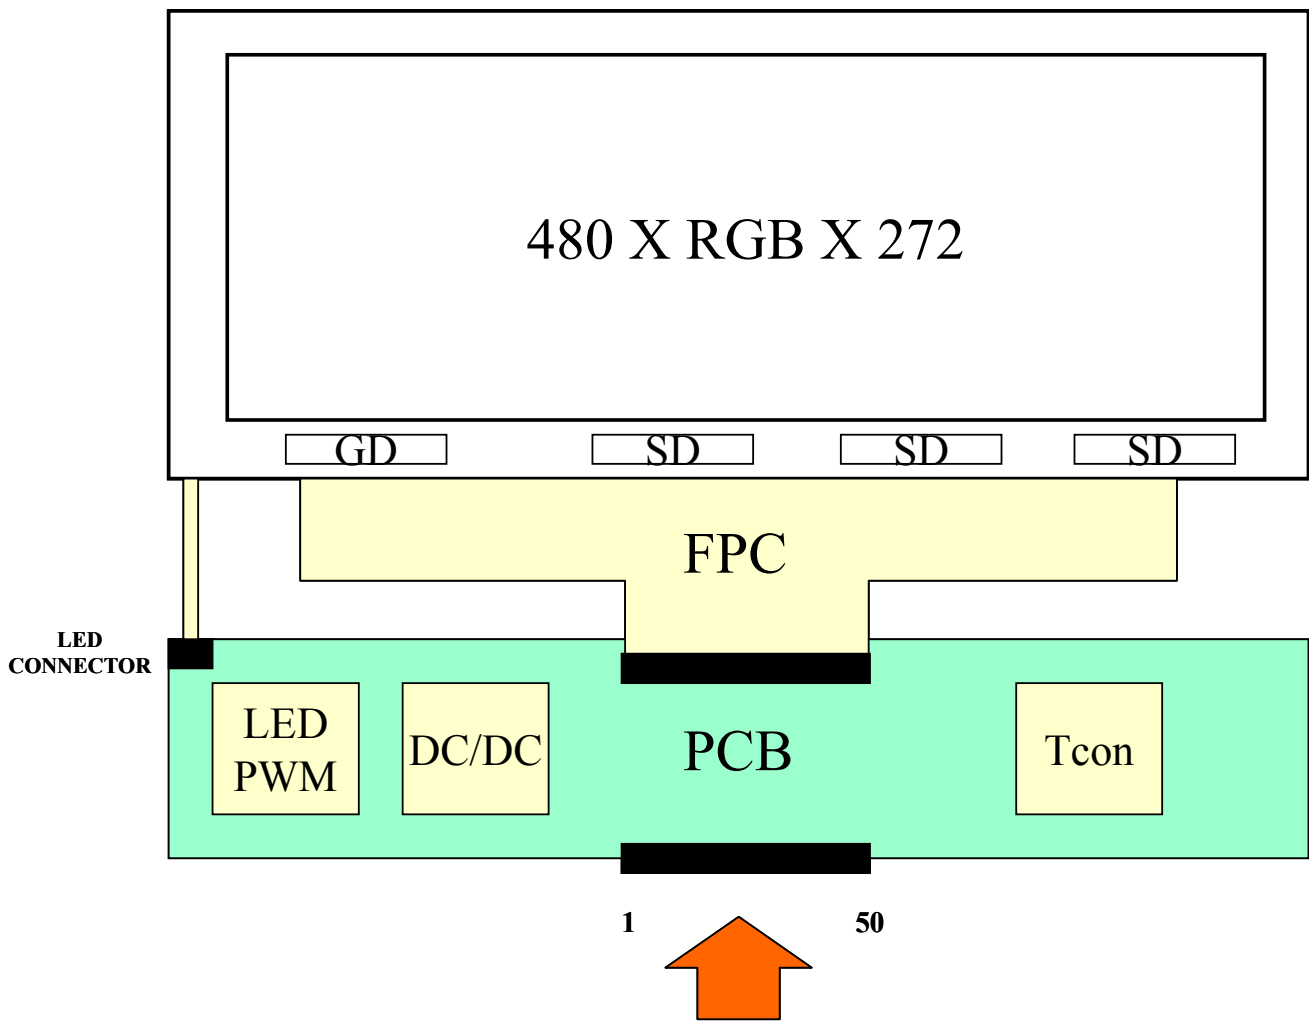 480 X RGB X 272
GD SD SD SD
FPC
LED
CONNECTOR
LED
PWM
DC/DC
PCB
Tcon
1 50